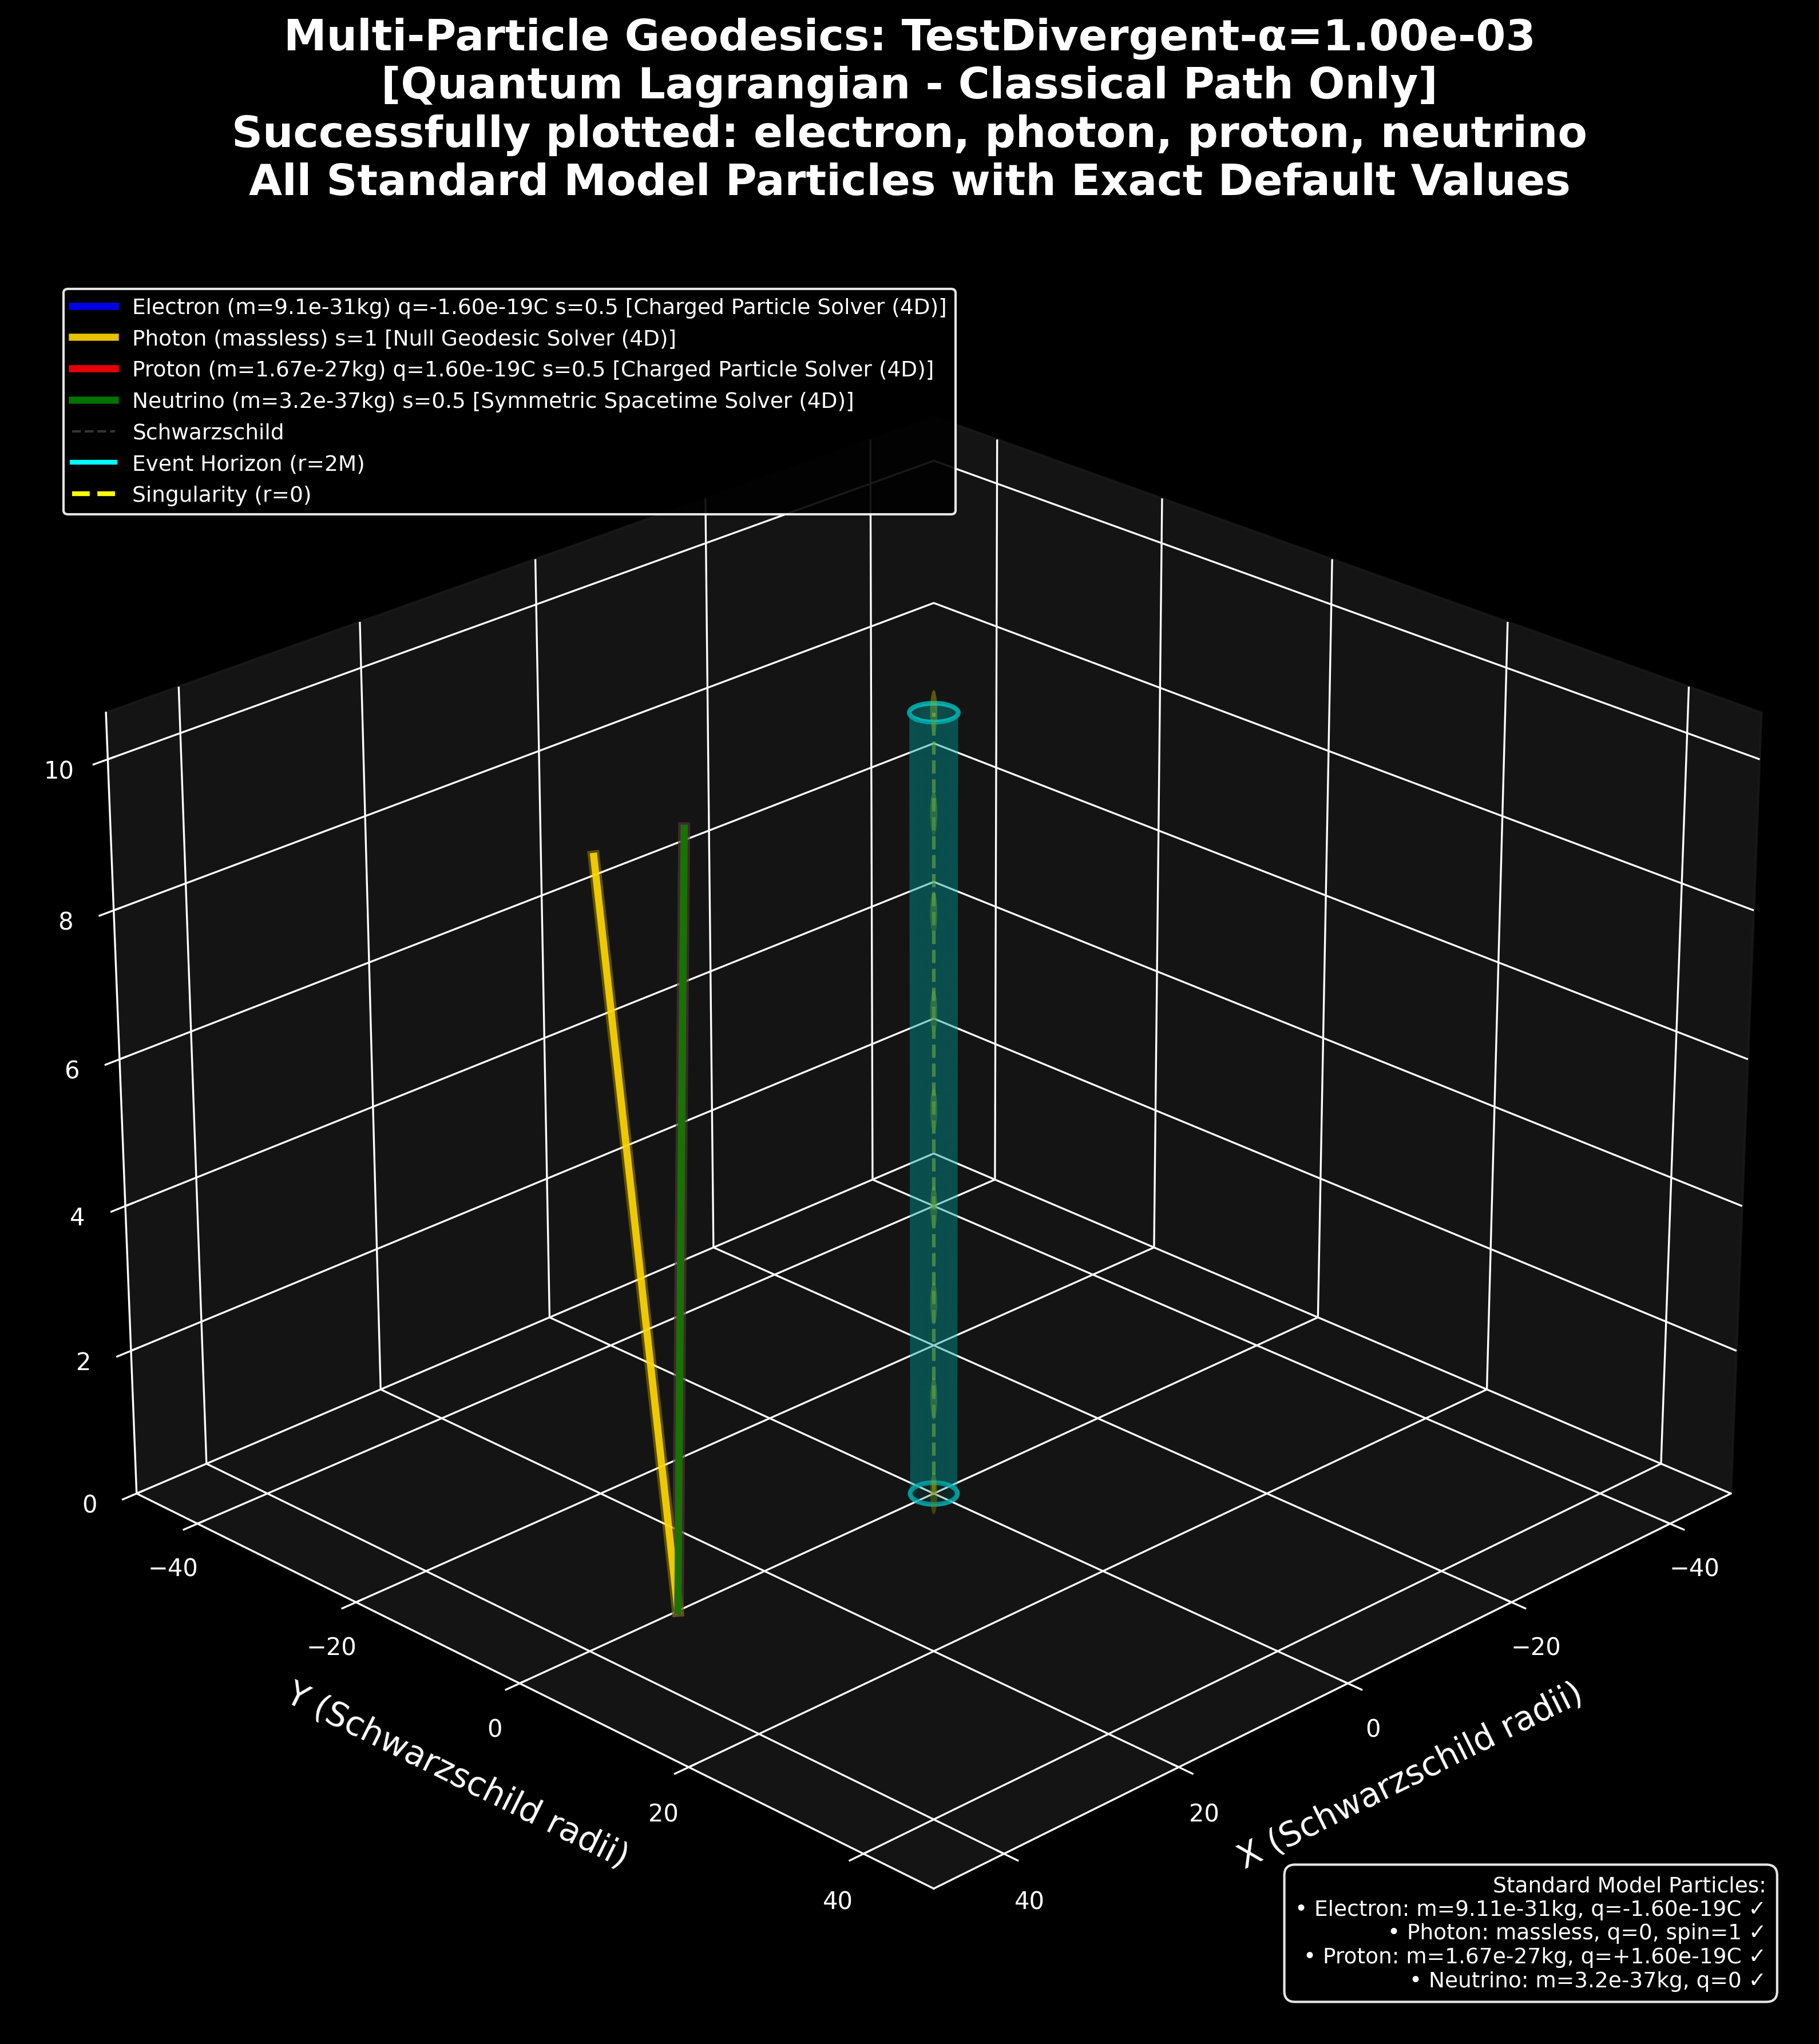 Multi-Particle Geodesics: TestDivergent-α=1.00e-03
[Quantum Lagrangian - Classical Path Only]
Successfully plotted: electron, photon, proton, neutrino
All Standard Model Particles with Exact Default Values
Electron (m=9.1e-31kg) q=-1.60e-19C s=0.5 [Charged Particle Solver (4D)]
Photon (massless) s=1 [Null Geodesic Solver (4D)]
Proton (m=1.67e-27kg) q=1.60e-19C s=0.5 [Charged Particle Solver (4D)]
Neutrino (m=3.2e-37kg) s=0.5 [Symmetric Spacetime Solver (4D)]
Schwarzschild
Event Horizon (r=2M)
Singularity (r=0)
10
8
6
4
2
0
−40
−20
0
20
40
Y (Schwarzschild radii)
−40
−20
0
20
40
X (Schwarzschild radii)
Standard Model Particles:
• Electron: m=9.11e-31kg, q=-1.60e-19C ✓
• Photon: massless, q=0, spin=1 ✓
• Proton: m=1.67e-27kg, q=+1.60e-19C ✓
• Neutrino: m=3.2e-37kg, q=0 ✓